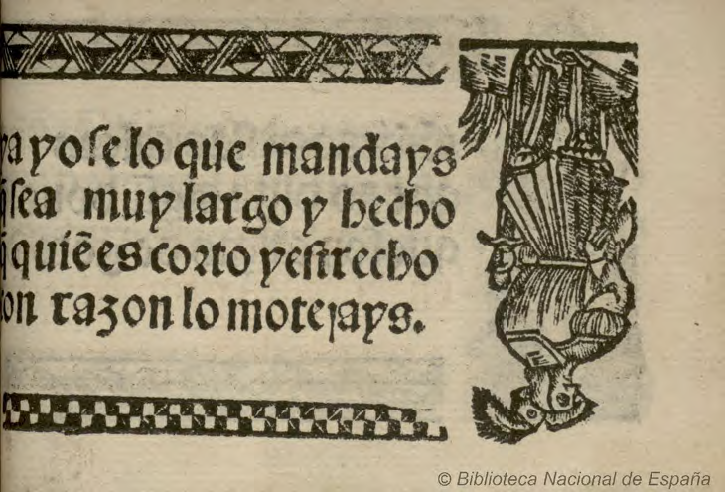 ya yo se lo que mandays
q̃ sea muy largo y hecho
q̃ quiẽ es corto y estrecho
con razon lo motejays.
© Biblioteca Nacional de España